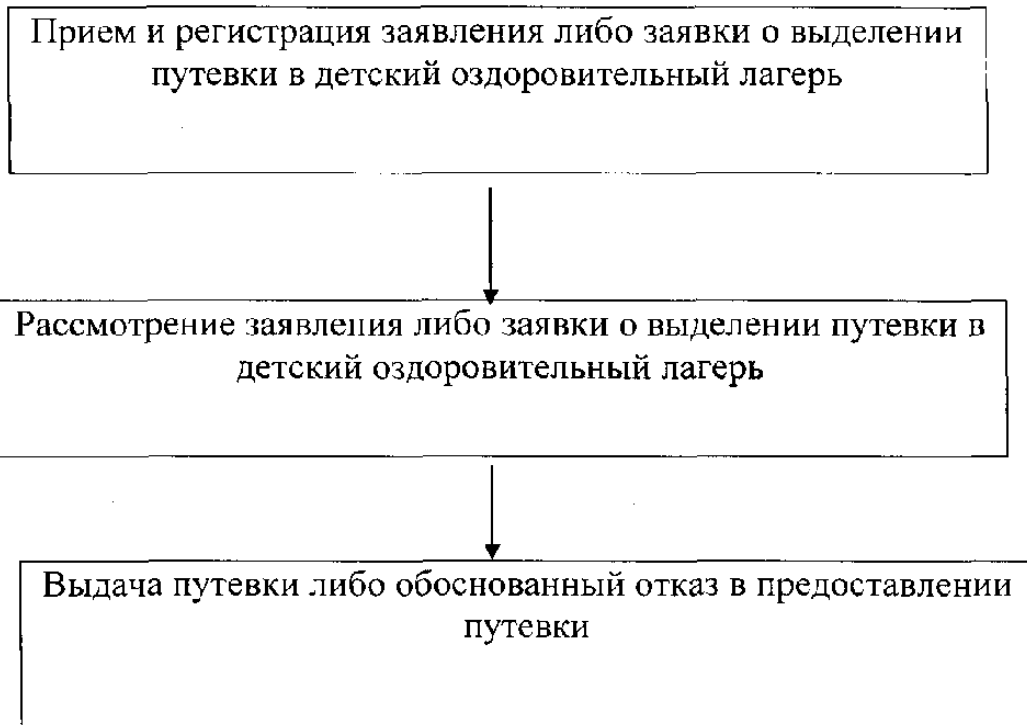 Прием и регистрация заявления либо заявки о выделении
путевки в детский оздоровительный лагерь
Рассмотрение заявления либо заявки о выделении путевки в
детский оздоровительный лагерь
Выдача путевки либо обоснованный отказ в предоставлении
путевки